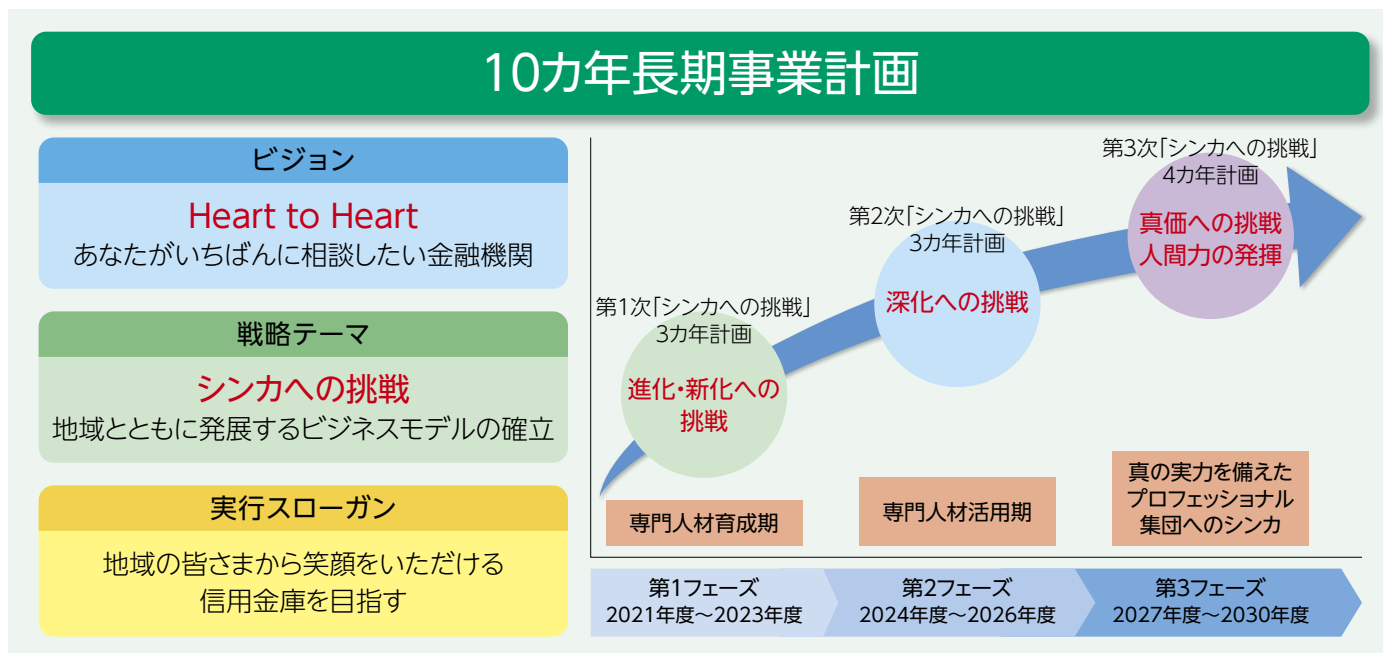 10カ年長期事業計画
ビジョン
Heart to Heart
あなたがいちばんに相談したい金融機関
戦略テーマ
シンカへの挑戦
地域とともに発展するビジネスモデルの確立
実行スローガン
地域の皆さまから笑顔をいただける
信用金庫を目指す
第1次「シンカへの挑戦」
3カ年計画
進化・新化への
挑戦
第2次「シンカへの挑戦」
3カ年計画
深化への挑戦
第3次「シンカへの挑戦」
4カ年計画
真価への挑戦
人間力の発揮
専門人材育成期
専門人材活用期
真の実力を備えた
プロフェッショナル
集団へのシンカ
第1フェーズ
2021年度～2023年度
第2フェーズ
2024年度～2026年度
第3フェーズ
2027年度～2030年度